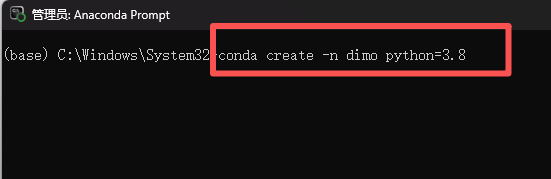 管理员: Anaconda Prompt
(base) C:\Windows\System32>conda create -n dimo python=3.8